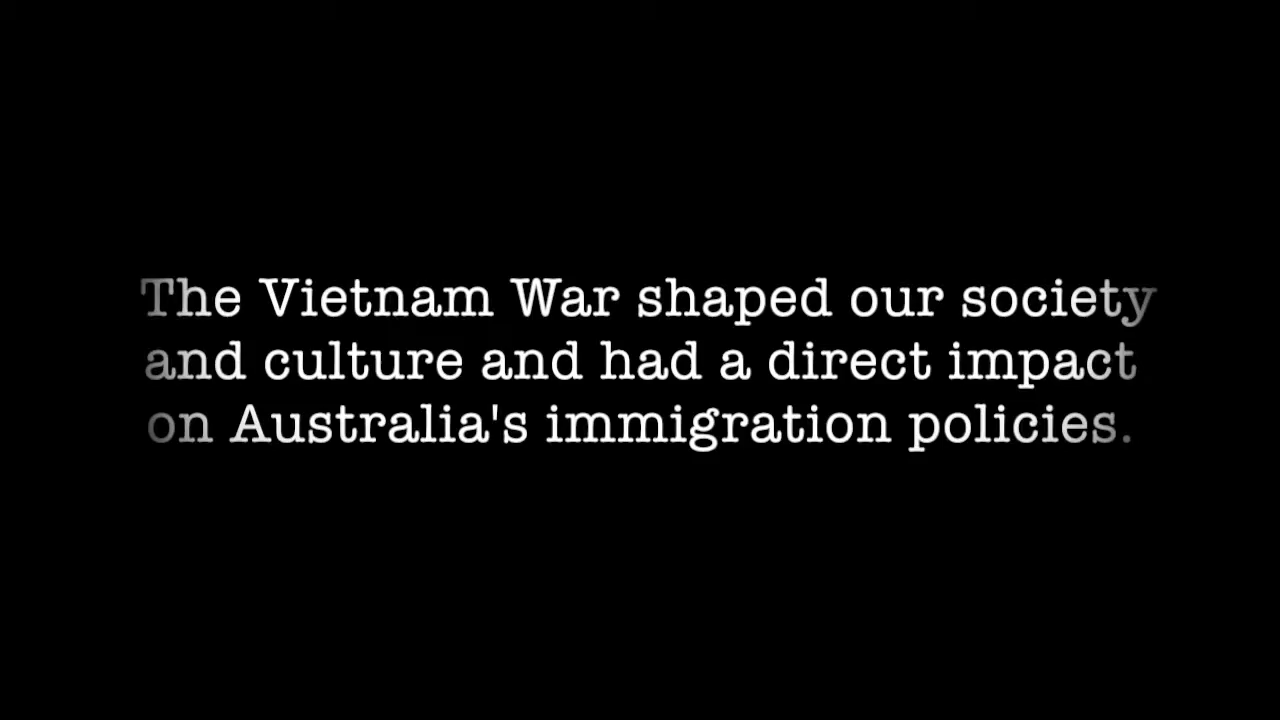 The Vietnam War shaped our society
and culture and had a direct impact
on Australia's immigration policies.